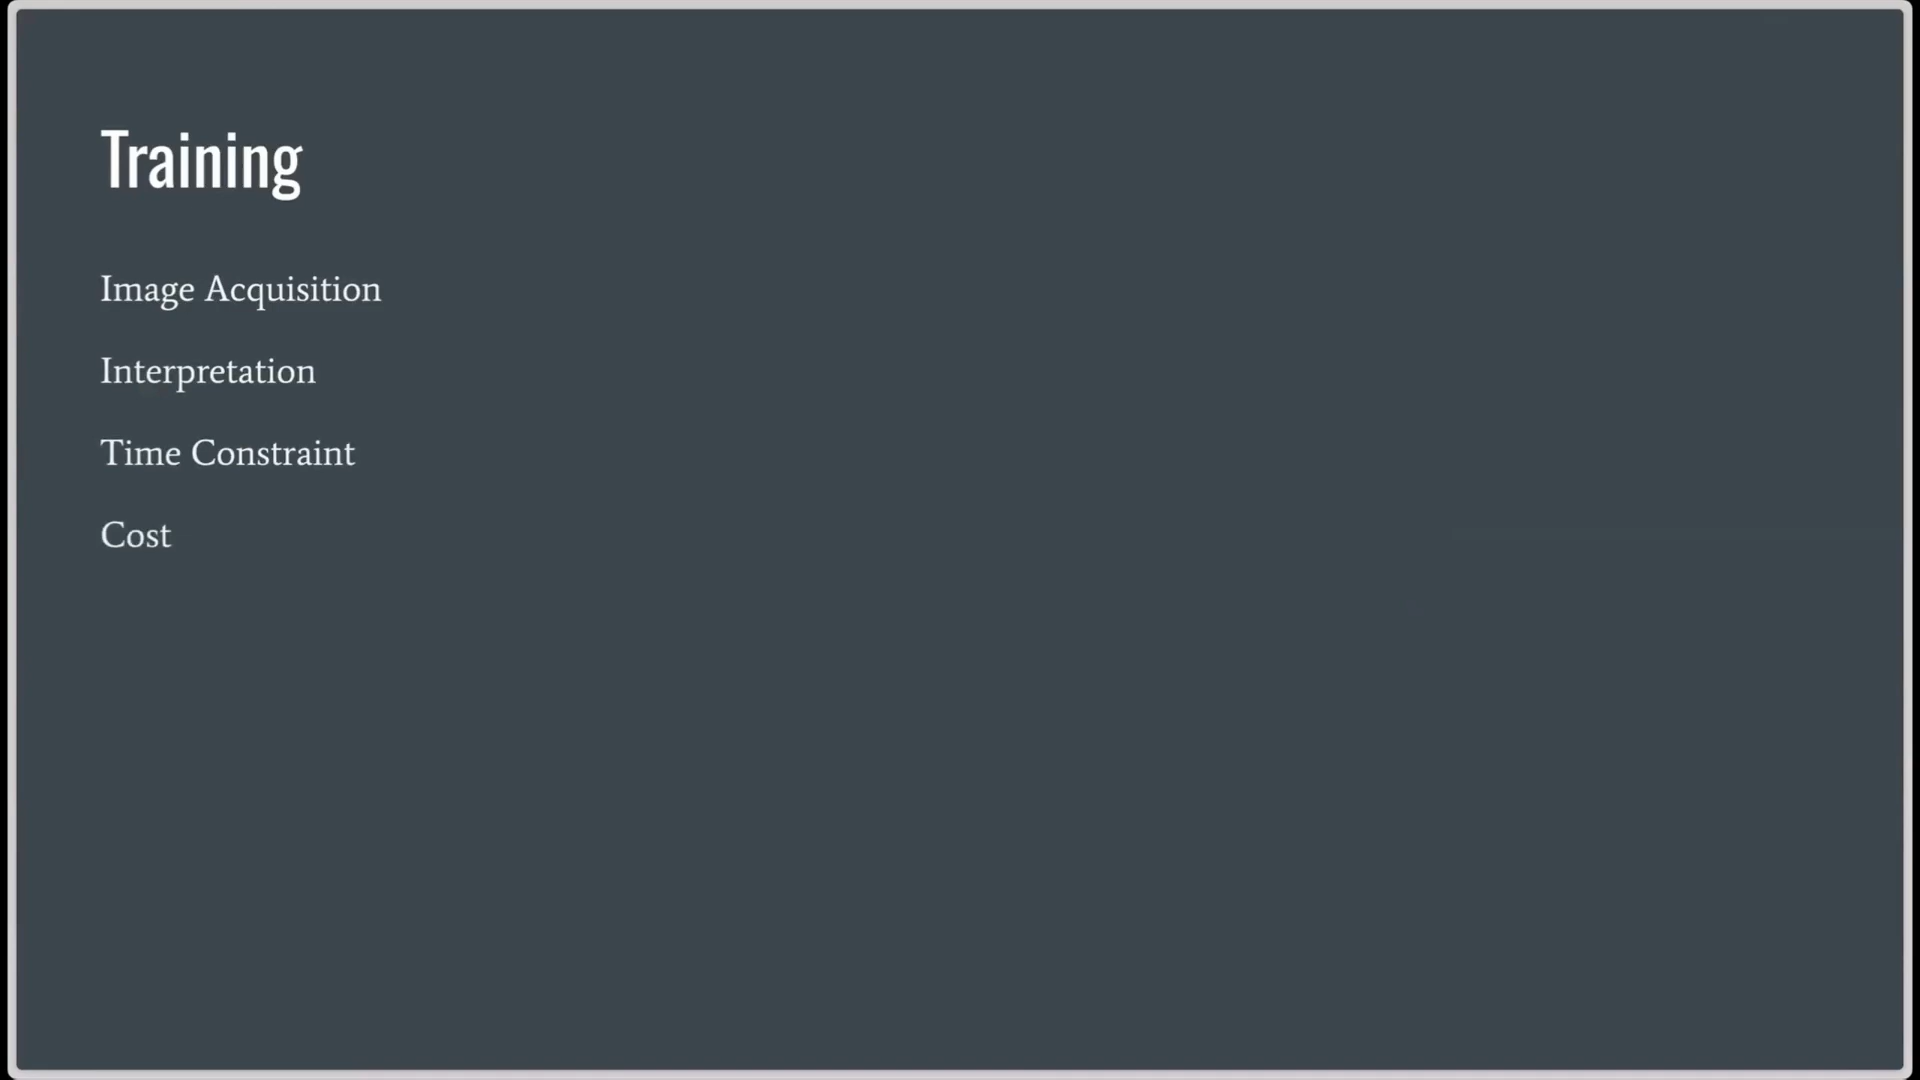 Training
Image Acquisition
Interpretation
Time Constraint
Cost